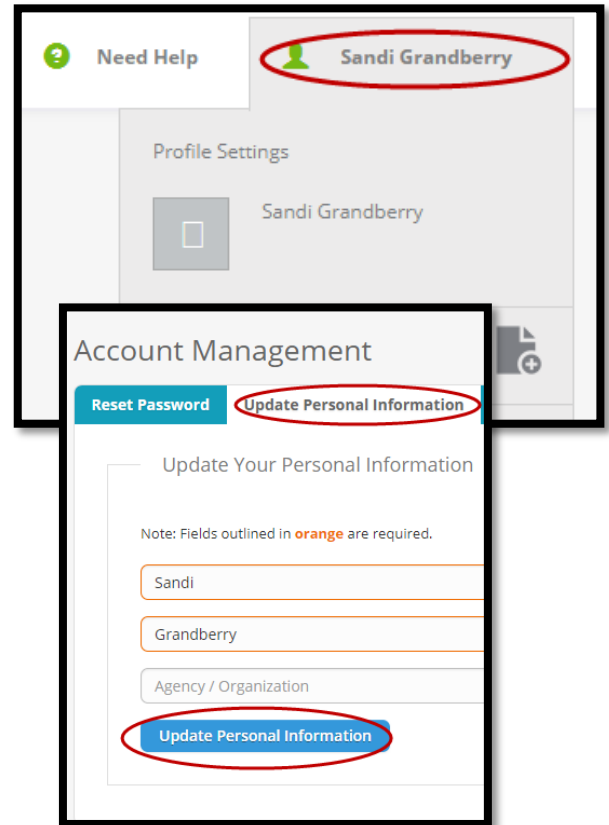 Need Help
Sandi Grandberry
Profile Settings
Sandi Grandberry
Account Management
Reset Password
Update Personal Information
Update Your Personal Information
Note: Fields outlined in orange are required.
Sandi
Grandberry
Agency / Organization
Update Personal Information